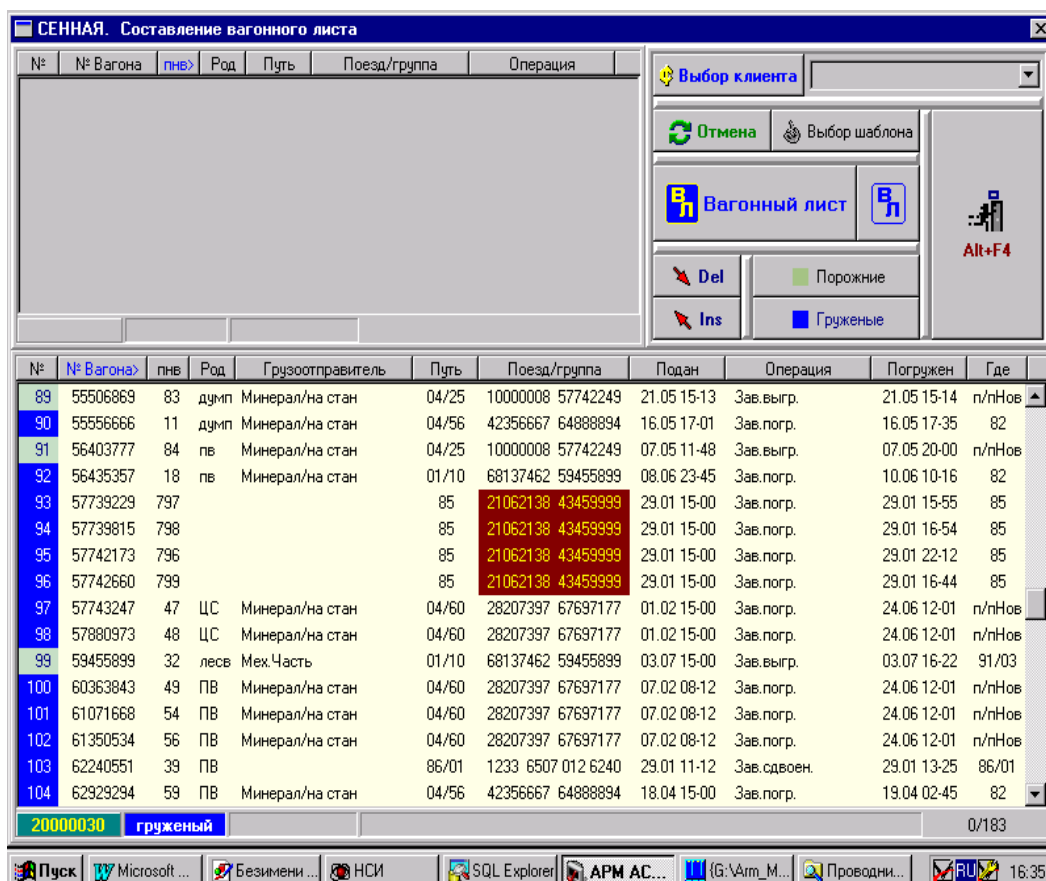 СЕННАЯ. Составление вагонного листа
№ № Вагона пнв> Род Путь Поезд/группа Операция
Выбор клиента
Отмена Выбор шаблона
ВЛ Вагонный лист ВЛ
Alt+F4
Del Порожние
Ins Груженые
№ № Вагона> пнв Род Грузоотправитель Путь Поезд/группа Подан Операция Погружен Где
89 55506869 83 думп Минерал/на стан 04/25 10000008 57742249 21.05 15-13 Зав.выгр. 21.05 15-14 п/пНов
90 55556666 11 думп Минерал/на стан 04/56 42356667 64888894 16.05 17-01 Зав.погр. 16.05 17-35 82
91 56403777 84 пв Минерал/на стан 04/25 10000008 57742249 07.05 11-48 Зав.выгр. 07.05 20-00 п/пНов
92 56435357 18 пв Минерал/на стан 01/10 68137462 59455899 08.06 23-45 Зав.погр. 10.06 10-16 82
93 57739229 797 85 21062138 43459999 29.01 15-00 Зав.погр. 29.01 15-55 85
94 57739815 798 85 21062138 43459999 29.01 15-00 Зав.погр. 29.01 16-54 85
95 57742173 796 85 21062138 43459999 29.01 15-00 Зав.погр. 29.01 22-12 85
96 57742660 799 85 21062138 43459999 29.01 15-00 Зав.погр. 29.01 16-44 85
97 57743247 47 ЦС Минерал/на стан 04/60 28207397 67697177 01.02 15-00 Зав.погр. 24.06 12-01 п/пНов
98 57880973 48 ЦС Минерал/на стан 04/60 28207397 67697177 01.02 15-00 Зав.погр. 24.06 12-01 п/пНов
99 59455899 32 лесв Мех.Часть 01/10 68137462 59455899 03.07 15-00 Зав.выгр. 03.07 16-22 91/03
100 60363843 49 ПВ Минерал/на стан 04/60 28207397 67697177 07.02 08-12 Зав.погр. 24.06 12-01 п/пНов
101 61071668 54 ПВ Минерал/на стан 04/60 28207397 67697177 07.02 08-12 Зав.погр. 24.06 12-01 п/пНов
102 61350534 56 ПВ Минерал/на стан 04/60 28207397 67697177 07.02 08-12 Зав.погр. 24.06 12-01 п/пНов
103 62240551 39 ПВ 86/01 1233 6507 012 6240 29.01 11-12 Зав.сдвоен. 29.01 13-25 86/01
104 62929294 59 ПВ Минерал/на стан 04/56 42356667 64888894 18.04 15-00 Зав.погр. 19.04 02-45 82
20000030 груженый 0/183
Пуск Microsoft ... Безимени ... НСИ SQL Explorer АРМ АС... {G:\Arm_M... Проводни... RU 16:35